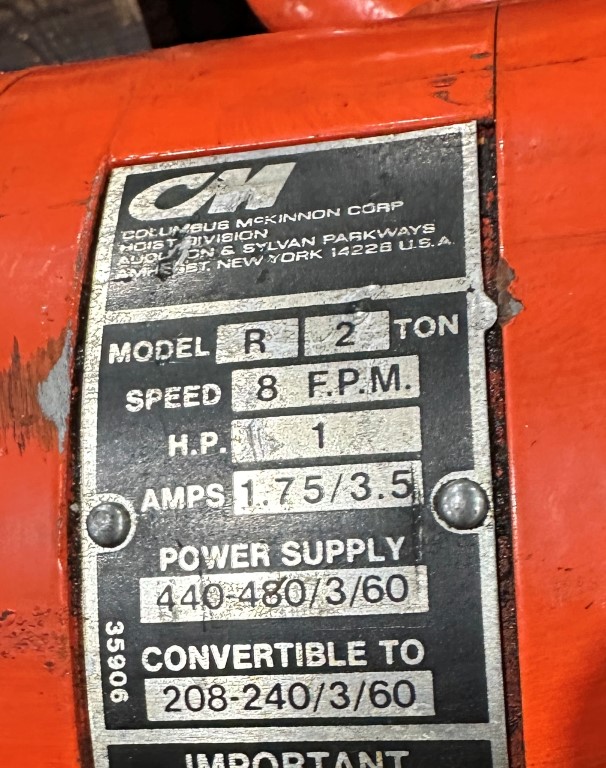 CM
COLUMBUS McKINNON CORP
HOIST DIVISION
AUDUBON & SYLVAN PARKWAYS
AMHERST, NEW YORK 14228 U.S.A.
MODEL R 2 TON
SPEED 8 F.P.M.
H.P. 1
AMPS 1.75/3.5
POWER SUPPLY
440-480/3/60
CONVERTIBLE TO
208-240/3/60
35906
IMPORTANT